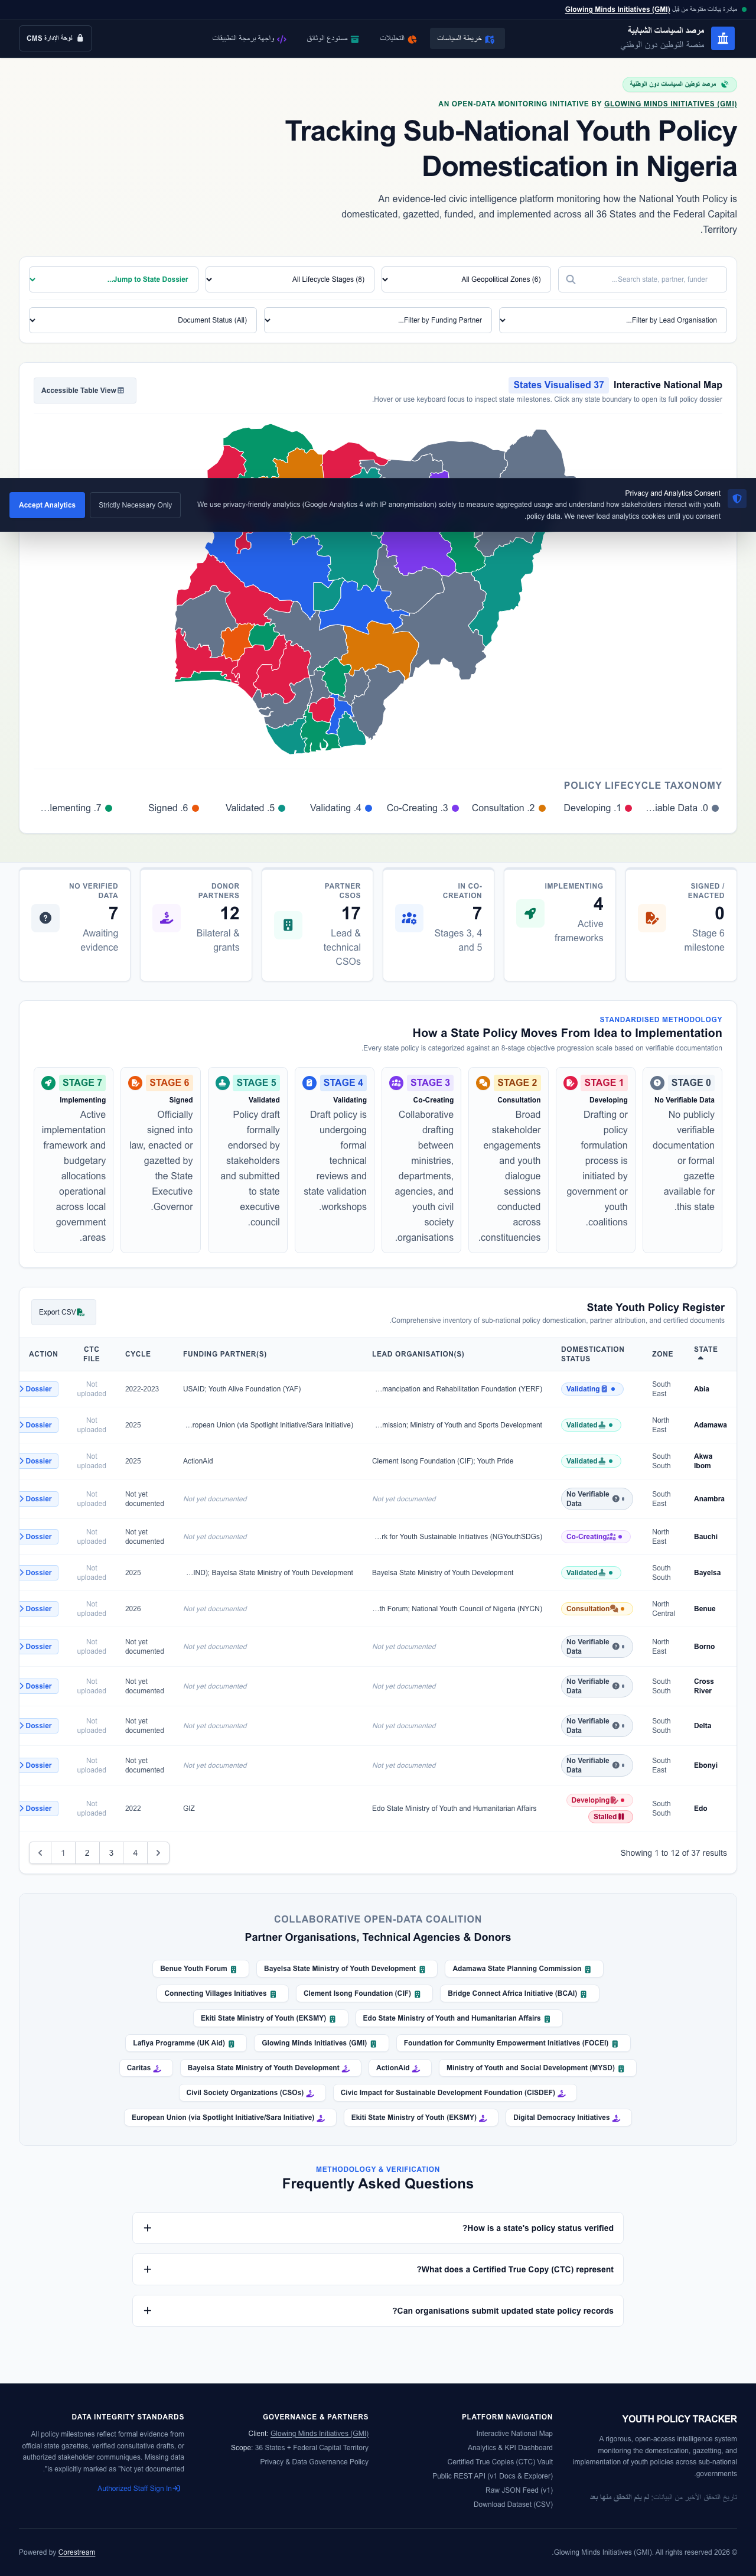 مبادرة بيانات مفتوحة من قبل Glowing Minds Initiatives (GMI)
مرصد السياسات الشبابية
منصة التوطين دون الوطني
خريطة السياسات
التحليلات
مستودع الوثائق
واجهة برمجة التطبيقات
لوحة الإدارة CMS
مرصد توطين السياسات دون الوطنية
AN OPEN-DATA MONITORING INITIATIVE BY GLOWING MINDS INITIATIVES (GMI)
Tracking Sub-National Youth Policy
Domestication in Nigeria
An evidence-led civic intelligence platform monitoring how the National Youth Policy is
domesticated, gazetted, funded, and implemented across all 36 States and the Federal Capital
.Territory
...Search state, partner, funder
All Geopolitical Zones (6)
All Lifecycle Stages (8)
...Jump to State Dossier
...Filter by Lead Organisation
...Filter by Funding Partner
Document Status (All)
Interactive National Map
States Visualised 37
.Hover or use keyboard focus to inspect state milestones. Click any state boundary to open its full policy dossier
Accessible Table View
Privacy and Analytics Consent
We use privacy-friendly analytics (Google Analytics 4 with IP anonymisation) solely to measure aggregated usage and understand how stakeholders interact with youth
.policy data. We never load analytics cookies until you consent
Strictly Necessary Only
Accept Analytics
POLICY LIFECYCLE TAXONOMY
...iable Data .0
Developing .1
Consultation .2
Co-Creating .3
Validating .4
Validated .5
Signed .6
...lementing .7
SIGNED / ENACTED
0
Stage 6 milestone
IMPLEMENTING
4
Active frameworks
IN CO-CREATION
7
Stages 3, 4 and 5
PARTNER CSOS
17
Lead & technical CSOs
DONOR PARTNERS
12
Bilateral & grants
NO VERIFIED DATA
7
Awaiting evidence
STANDARDISED METHODOLOGY
How a State Policy Moves From Idea to Implementation
.Every state policy is categorized against an 8-stage objective progression scale based on verifiable documentation
STAGE 0
No Verifiable Data
No publicly verifiable documentation or formal gazette available for .this state
STAGE 1
Developing
Drafting or policy formulation process is initiated by government or youth .coalitions
STAGE 2
Consultation
Broad stakeholder engagements and youth dialogue sessions conducted across .constituencies
STAGE 3
Co-Creating
Collaborative drafting between ministries, departments, agencies, and youth civil society .organisations
STAGE 4
Validating
Draft policy is undergoing formal technical reviews and state validation .workshops
STAGE 5
Validated
Policy draft formally endorsed by stakeholders and submitted to state executive .council
STAGE 6
Signed
Officially signed into law, enacted or gazetted by the State Executive .Governor
STAGE 7
Implementing
Active implementation framework and budgetary allocations operational across local government .areas
State Youth Policy Register
.Comprehensive inventory of sub-national policy domestication, partner attribution, and certified documents
Export CSV
STATE ZONE DOMESTICATION STATUS LEAD ORGANISATION(S) FUNDING PARTNER(S) CYCLE CTC FILE ACTION
Abia South East Validating ...mancipation and Rehabilitation Foundation (YERF) USAID; Youth Alive Foundation (YAF) 2022-2023 Not uploaded Dossier
Adamawa North East Validated ...mission; Ministry of Youth and Sports Development ...ropean Union (via Spotlight Initiative/Sara Initiative) 2025 Not uploaded Dossier
Akwa Ibom South South Validated Clement Isong Foundation (CIF); Youth Pride ActionAid 2025 Not uploaded Dossier
Anambra South East No Verifiable Data Not yet documented Not yet documented Not yet documented Not uploaded Dossier
Bauchi North East Co-Creating ...rk for Youth Sustainable Initiatives (NGYouthSDGs) Not yet documented Not yet documented Not uploaded Dossier
Bayelsa South South Validated Bayelsa State Ministry of Youth Development ...IND); Bayelsa State Ministry of Youth Development 2025 Not uploaded Dossier
Benue North Central Consultation ...th Forum; National Youth Council of Nigeria (NYCN) Not yet documented 2026 Not uploaded Dossier
Borno North East No Verifiable Data Not yet documented Not yet documented Not yet documented Not uploaded Dossier
Cross River South South No Verifiable Data Not yet documented Not yet documented Not yet documented Not uploaded Dossier
Delta South South No Verifiable Data Not yet documented Not yet documented Not yet documented Not uploaded Dossier
Ebonyi South East No Verifiable Data Not yet documented Not yet documented Not yet documented Not uploaded Dossier
Edo South South Developing Stalled Edo State Ministry of Youth and Humanitarian Affairs GIZ 2022 Not uploaded Dossier
Showing 1 to 12 of 37 results
1 2 3 4
COLLABORATIVE OPEN-DATA COALITION
Partner Organisations, Technical Agencies & Donors
Adamawa State Planning Commission
Bayelsa State Ministry of Youth Development
Benue Youth Forum
Bridge Connect Africa Initiative (BCAI)
Clement Isong Foundation (CIF)
Connecting Villages Initiatives
Edo State Ministry of Youth and Humanitarian Affairs
Ekiti State Ministry of Youth (EKSMY)
Foundation for Community Empowerment Initiatives (FOCEI)
Glowing Minds Initiatives (GMI)
Lafiya Programme (UK Aid)
Ministry of Youth and Social Development (MYSD)
ActionAid
Bayelsa State Ministry of Youth Development
Caritas
Civic Impact for Sustainable Development Foundation (CISDEF)
Civil Society Organizations (CSOs)
Digital Democracy Initiatives
Ekiti State Ministry of Youth (EKSMY)
European Union (via Spotlight Initiative/Sara Initiative)
METHODOLOGY & VERIFICATION
Frequently Asked Questions
?How is a state's policy status verified
?What does a Certified True Copy (CTC) represent
?Can organisations submit updated state policy records
YOUTH POLICY TRACKER
A rigorous, open-access intelligence system
monitoring the domestication, gazetting, and
implementation of youth policies across sub-national
.governments
تاريخ التحقق الأخير من البيانات: لم يتم التحقق منها بعد
PLATFORM NAVIGATION
Interactive National Map
Analytics & KPI Dashboard
Certified True Copies (CTC) Vault
Public REST API (v1 Docs & Explorer)
Raw JSON Feed (v1)
Download Dataset (CSV)
GOVERNANCE & PARTNERS
Client: Glowing Minds Initiatives (GMI)
Scope: 36 States + Federal Capital Territory
Privacy & Data Governance Policy
DATA INTEGRITY STANDARDS
All policy milestones reflect formal evidence from
official state gazettes, verified consultative drafts, or
authorized stakeholder communiques. Missing data
."is explicitly marked as "Not yet documented
Authorized Staff Sign In
.Glowing Minds Initiatives (GMI). All rights reserved 2026 ©
Powered by Corestream